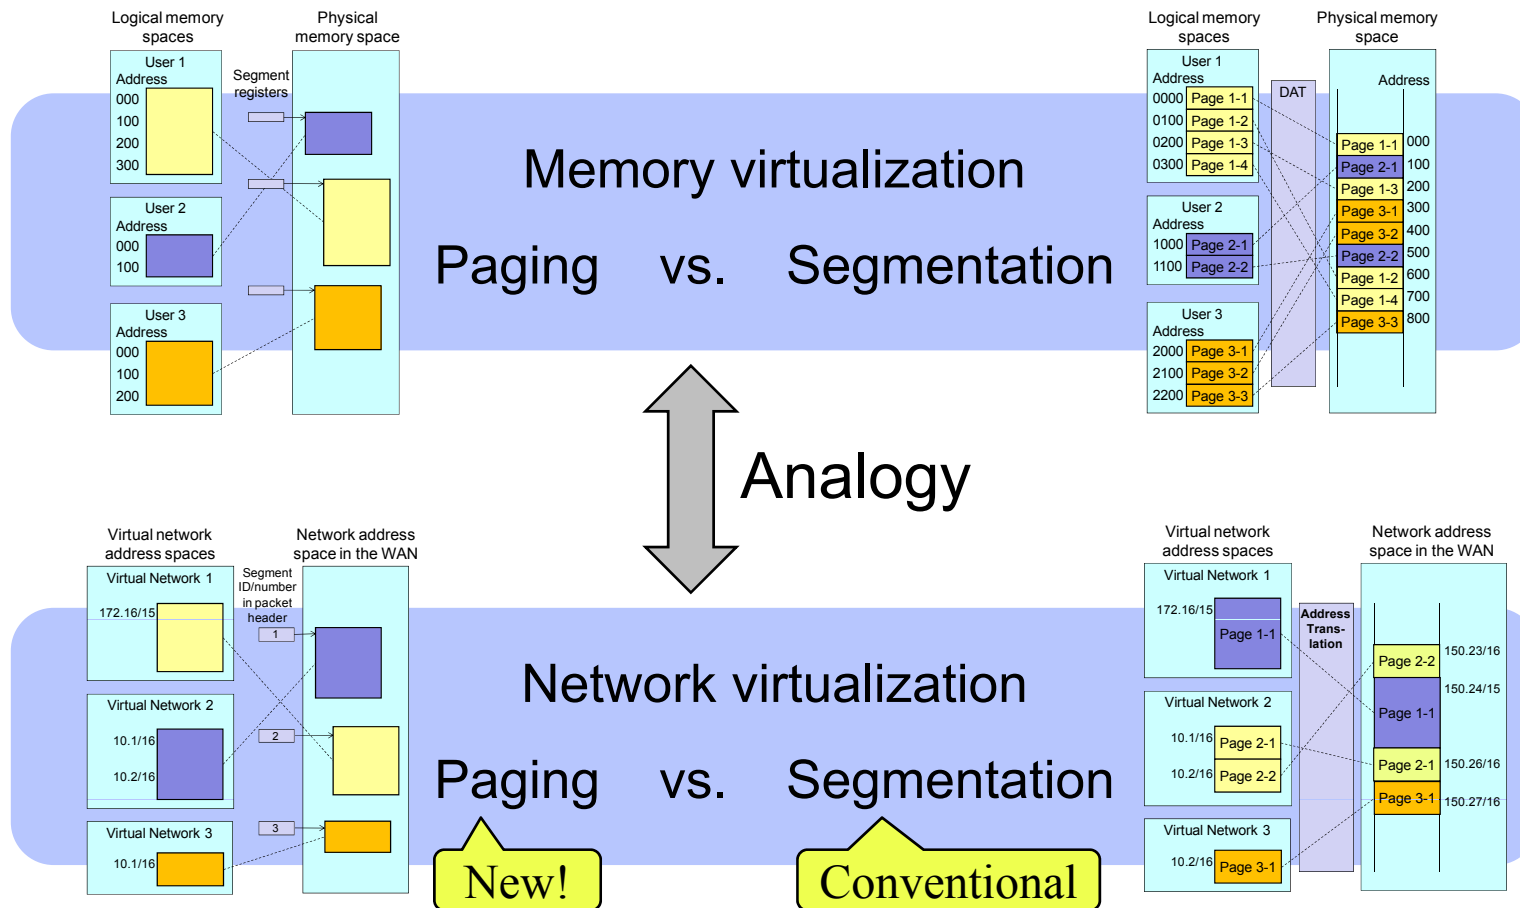 Logical memory
spaces
Physical
memory space
User 1
Address
000
100
200
300
Segment
registers
User 2
Address
000
100
User 3
Address
000
100
200
Memory virtualization
Paging vs. Segmentation
Logical memory
spaces
Physical memory
space
User 1
Address
0000 Page 1-1
0100 Page 1-2
0200 Page 1-3
0300 Page 1-4
DAT
User 2
Address
1000 Page 2-1
1100 Page 2-2
User 3
Address
2000 Page 3-1
2100 Page 3-2
2200 Page 3-3
Address
Page 1-1 000
Page 2-1 100
Page 1-3 200
Page 3-1 300
Page 3-2 400
Page 2-2 500
Page 1-2 600
Page 1-4 700
Page 3-3 800
Analogy
Virtual network
address spaces
Network address
space in the WAN
Virtual Network 1
172.16/15
Segment
ID/number
in packet
header
1
Virtual Network 2
10.1/16
10.2/16
2
Virtual Network 3
10.1/16
3
Network virtualization
Paging vs. Segmentation
New!
Conventional
Virtual network
address spaces
Network address
space in the WAN
Virtual Network 1
172.16/15
Page 1-1
Address
Trans-
lation
Virtual Network 2
10.1/16 Page 2-1
10.2/16 Page 2-2
Virtual Network 3
10.2/16 Page 3-1
Page 2-2 150.23/16
150.24/15
Page 1-1
Page 2-1 150.26/16
Page 3-1 150.27/16